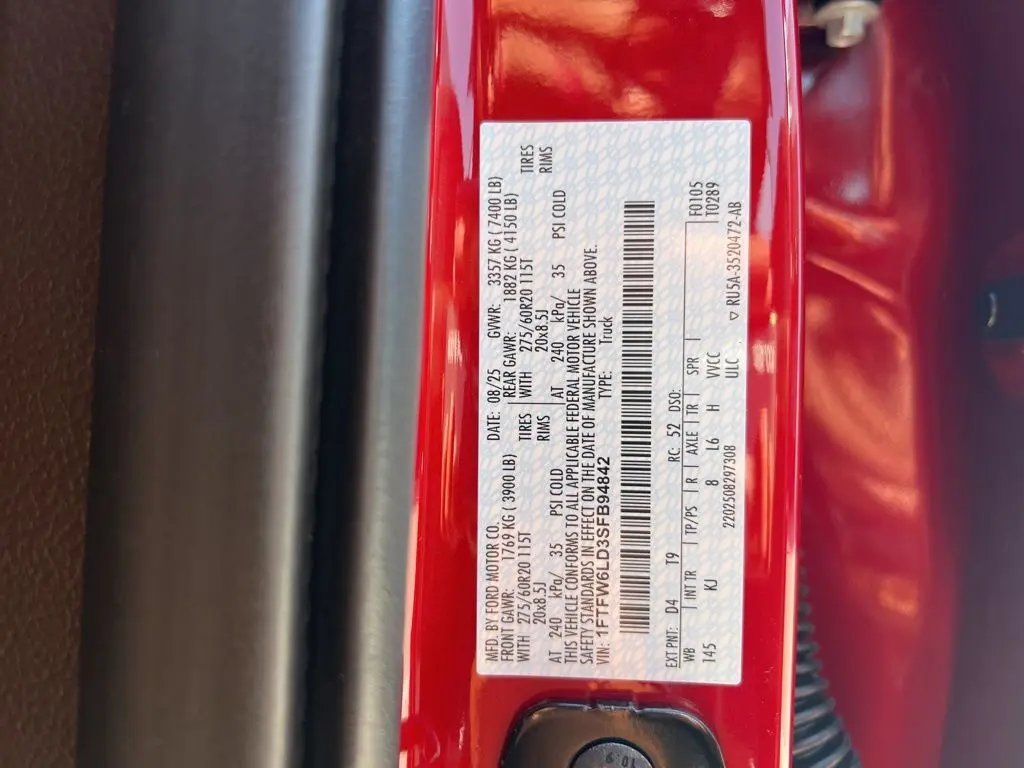 MFD. BY FORD MOTOR CO. DATE: 08/25 GVWR: 3357 KG ( 7400 LB)
FRONT GAWR: 1769 KG ( 3900 LB) REAR GAWR: 1882 KG ( 4150 LB)
WITH 275/60R20 115T TIRES WITH 275/60R20 115T TIRES
20x8.5J RIMS 20x8.5J RIMS
AT 240 kPa/ 35 PSI COLD AT 240 kPa/ 35 PSI COLD
THIS VEHICLE CONFORMS TO ALL APPLICABLE FEDERAL MOTOR VEHICLE
SAFETY STANDARDS IN EFFECT ON THE DATE OF MANUFACTURE SHOWN ABOVE.
VIN: 1FTFW6LD3SFB94842 TYPE: Truck
EXT PNT: D4 T9 RC: 52 DSO: F0105
WB INT TR TP/PS R AXLE TR SPR T0289
145 KJ 8 L6 H VVCC
ULC
2202508297308 RU5A-3520472-AB
10.9